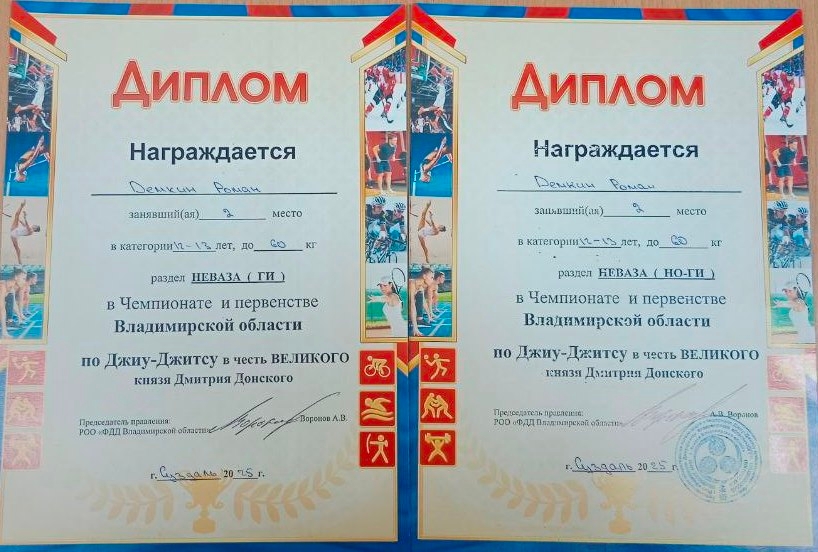 ДИПЛОМ
Награждается
Демкин Роман
занявший(ая) 2 место
в категории 12-13 лет, до 60 кг
раздел НЕВАЗА ( ГИ )
в Чемпионате и первенстве
Владимирской области
по Джиу-Джитсу в честь ВЕЛИКОГО
князя Дмитрия Донского
Председатель правления:
РОО «ФДД Владимирской области» Воронов А.В.
г. Суздаль 2025 г.
ДИПЛОМ
Награждается
Демкин Роман
занявший(ая) 2 место
в категории 12-13 лет, до 60 кг
раздел НЕВАЗА ( НО-ГИ )
в Чемпионате и первенстве
Владимирской области
по Джиу-Джитсу в честь ВЕЛИКОГО
князя Дмитрия Донского
Председатель правления:
РОО «ФДД Владимирской области» А.В. Воронов
г. Суздаль 2025 г.